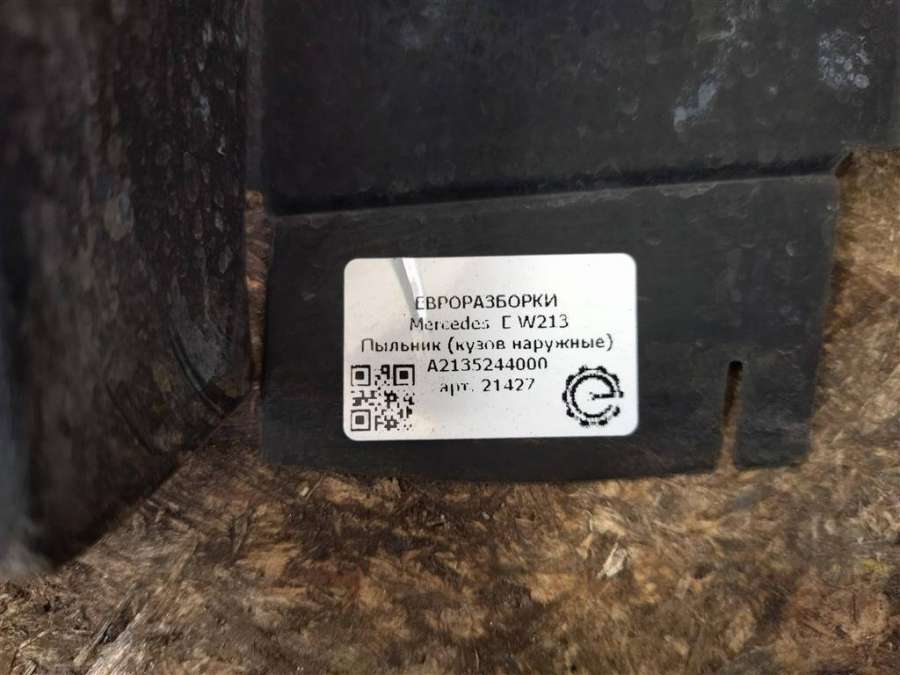 ЕВРОРАЗБОРКИ
Mercedes E W213
Пыльник (кузов наружные)
A2135244000
арт. 21427